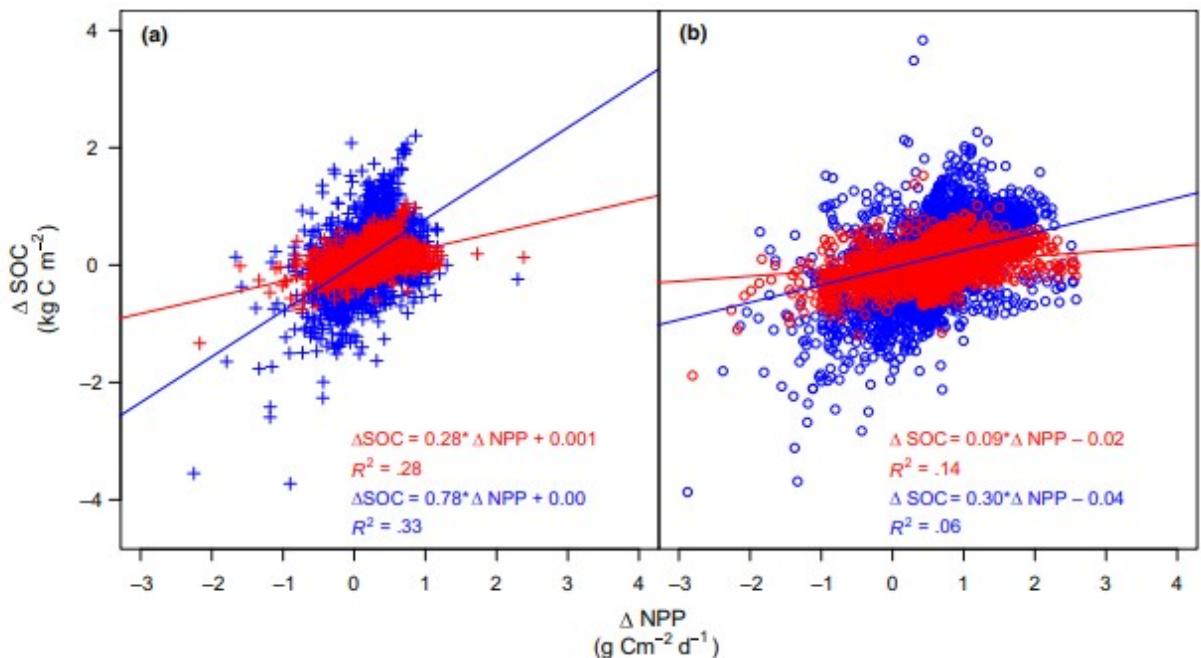 (a)
(b)
4
2
0
−2
−4
Δ SOC
(kg C m−2)
ΔSOC = 0.28* Δ NPP + 0.001
R2 = .28
ΔSOC = 0.78* Δ NPP + 0.00
R2 = .33
Δ SOC = 0.09* Δ NPP − 0.02
R2 = .14
Δ SOC = 0.30* Δ NPP − 0.04
R2 = .06
−3 −2 −1 0 1 2 3 4
−3 −2 −1 0 1 2 3 4
Δ NPP
(g Cm−2 d−1)